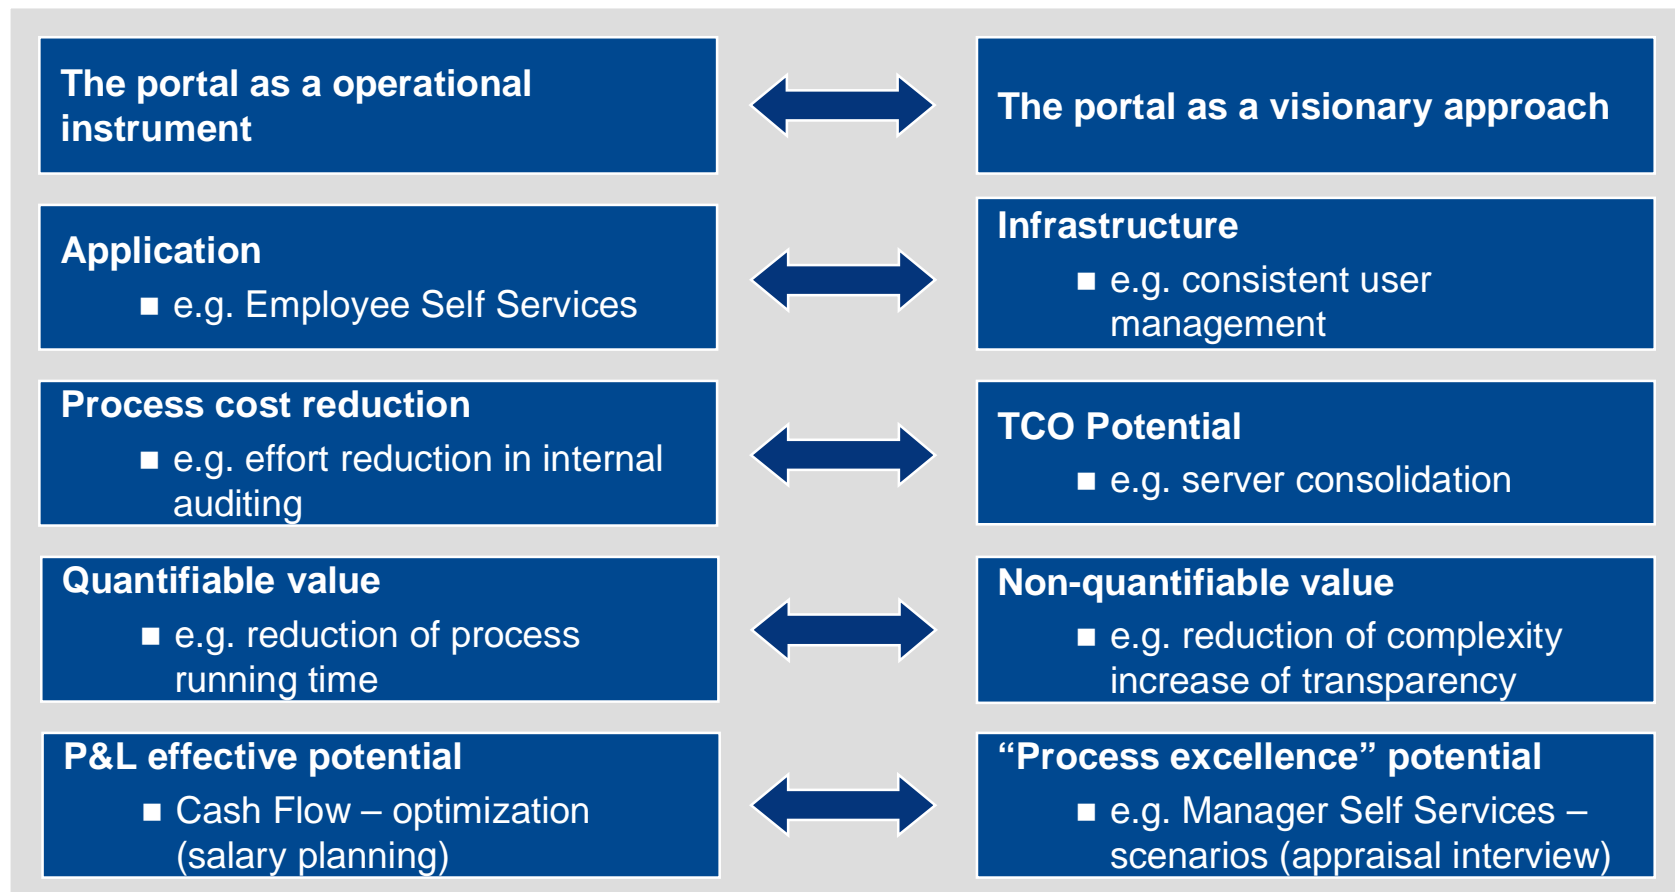 The portal as a operational
instrument
The portal as a visionary approach
Application
■ e.g. Employee Self Services
Infrastructure
■ e.g. consistent user
management
Process cost reduction
■ e.g. effort reduction in internal
auditing
TCO Potential
■ e.g. server consolidation
Quantifiable value
■ e.g. reduction of process
running time
Non-quantifiable value
■ e.g. reduction of complexity
increase of transparency
P&L effective potential
■ Cash Flow – optimization
(salary planning)
“Process excellence” potential
■ e.g. Manager Self Services –
scenarios (appraisal interview)